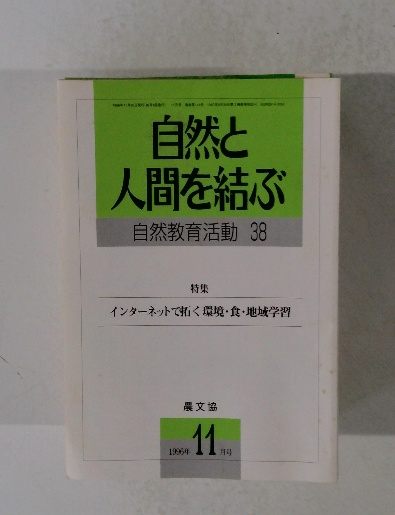 自然と
人間を結ぶ
自然教育活動 38
特集
インターネットで拓く環境・食・地域学習
農文協
1996年 11月号